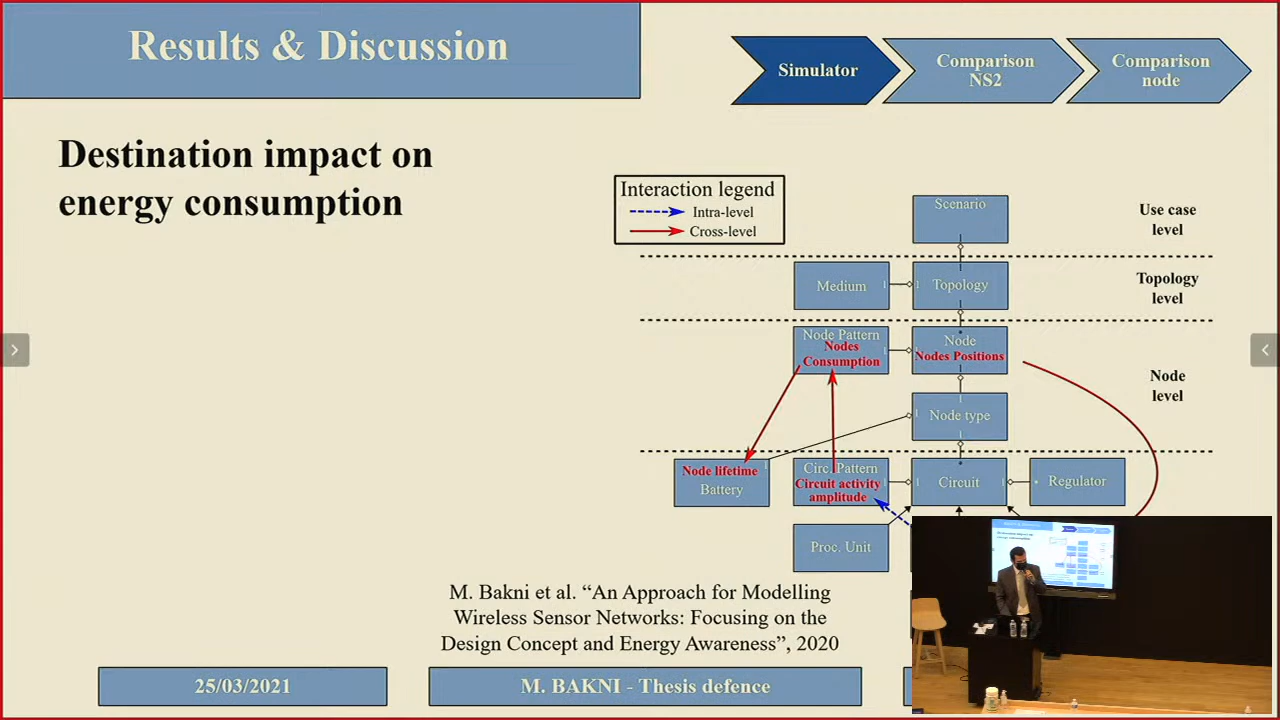 Results & Discussion
Simulator
Comparison
NS2
Comparison
node
Destination impact on
energy consumption
Interaction legend
Intra-level
Cross-level
Scenario
Use case
level
Medium
Topology
Topology
level
Node Pattern
Nodes
Consumption
Node
Nodes Positions
Node
level
Node type
Node lifetime
Battery
Circ. Pattern
Circuit activity
amplitude
Circuit
Regulator
Proc. Unit
M. Bakni et al. “An Approach for Modelling
Wireless Sensor Networks: Focusing on the
Design Concept and Energy Awareness”, 2020
25/03/2021
M. BAKNI - Thesis defence